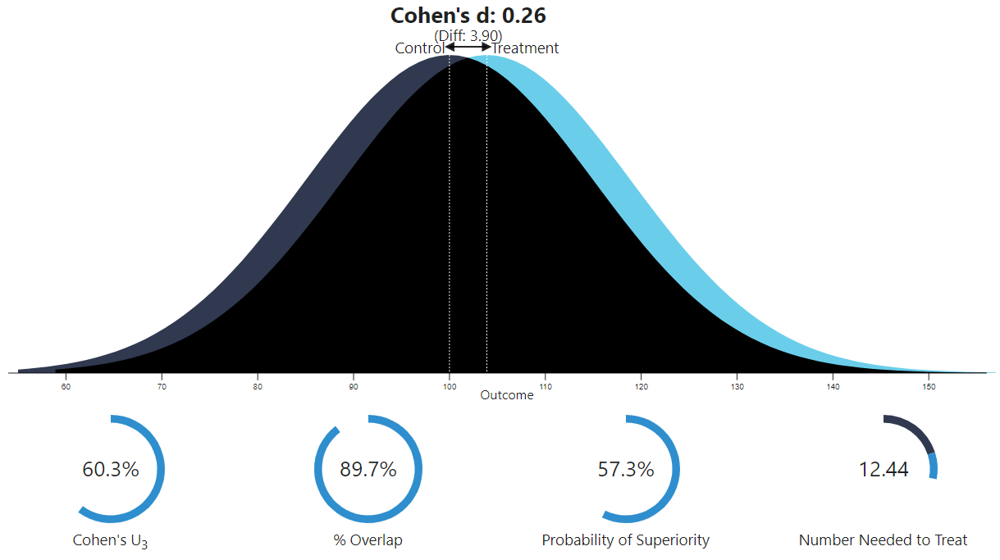 Cohen's d: 0.26
(Diff: 3.90)
Control Treatment
60 70 80 90 100 110 120 130 140 150
Outcome
60.3% 89.7% 57.3% 12.44
Cohen's U3 % Overlap Probability of Superiority Number Needed to Treat